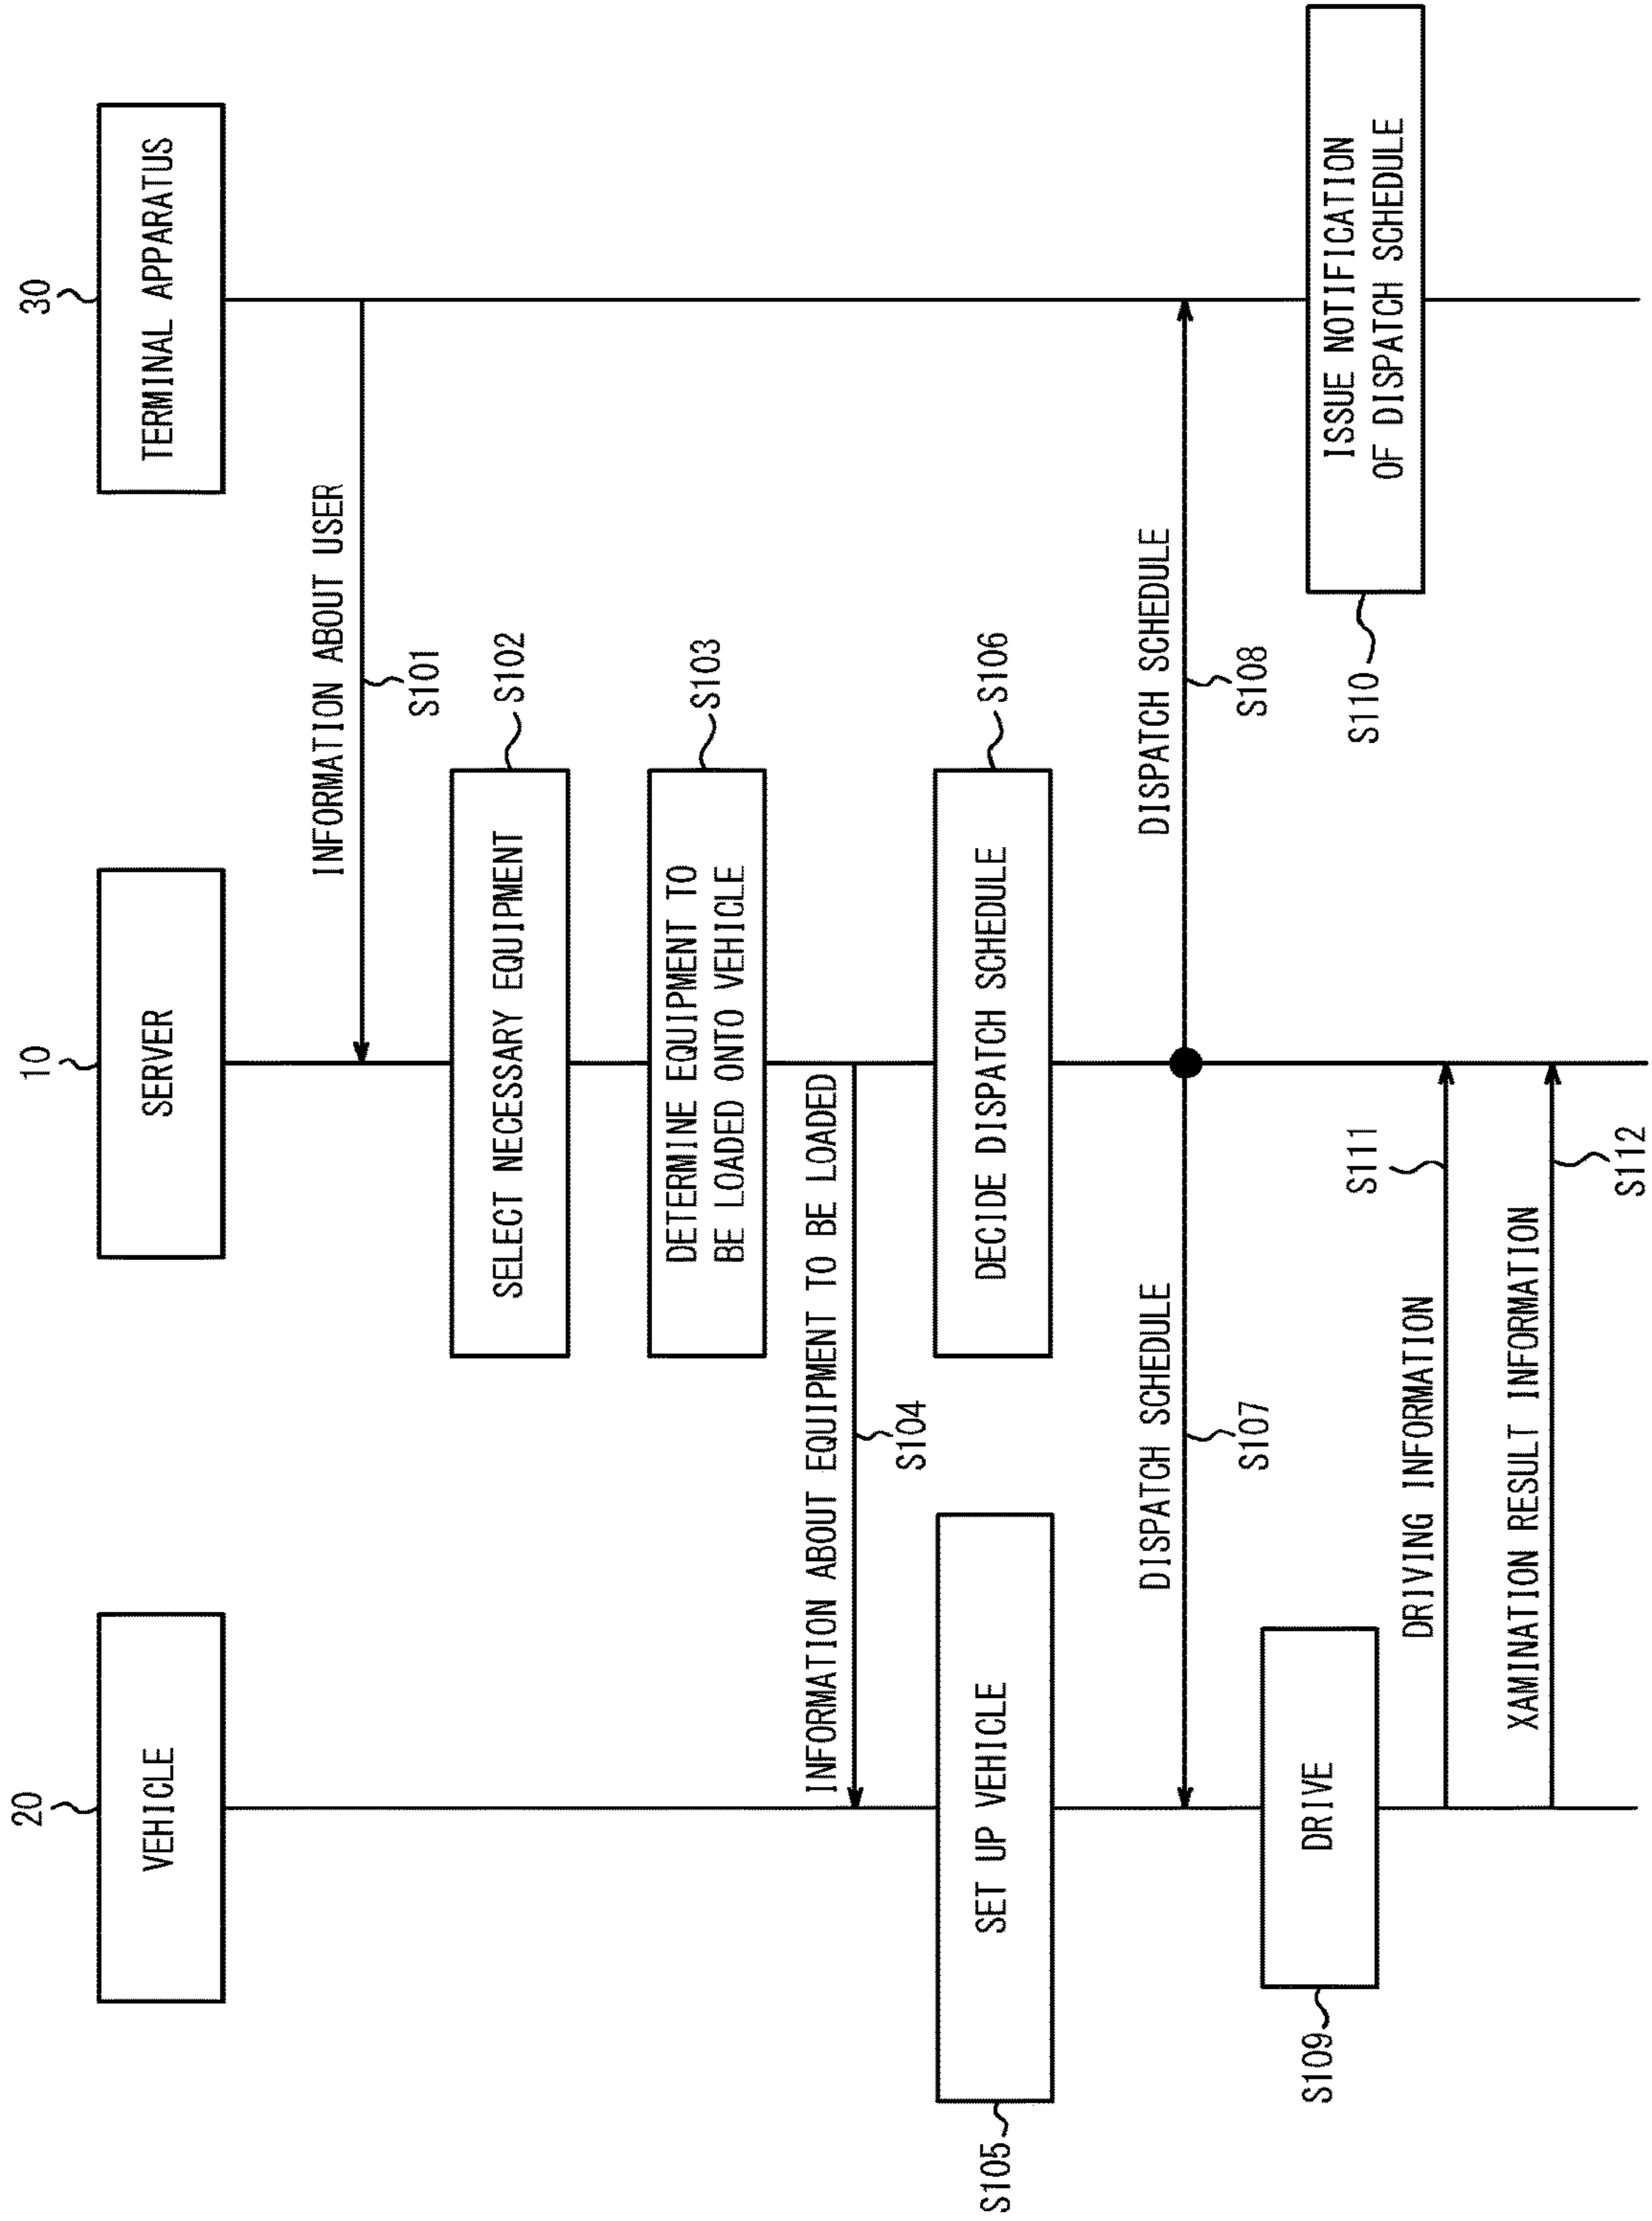 20
10
30
VEHICLE
SERVER
TERMINAL APPARATUS
INFORMATION ABOUT USER
S101
SELECT NECESSARY EQUIPMENT
S102
DETERMINE EQUIPMENT TO
BE LOADED ONTO VEHICLE
S103
INFORMATION ABOUT EQUIPMENT TO BE LOADED
S104
S105
SET UP VEHICLE
DECIDE DISPATCH SCHEDULE
S106
DISPATCH SCHEDULE
S107
DISPATCH SCHEDULE
S108
S109
DRIVE
S110
ISSUE NOTIFICATION
OF DISPATCH SCHEDULE
DRIVING INFORMATION
S111
XAMINATION RESULT INFORMATION
S112